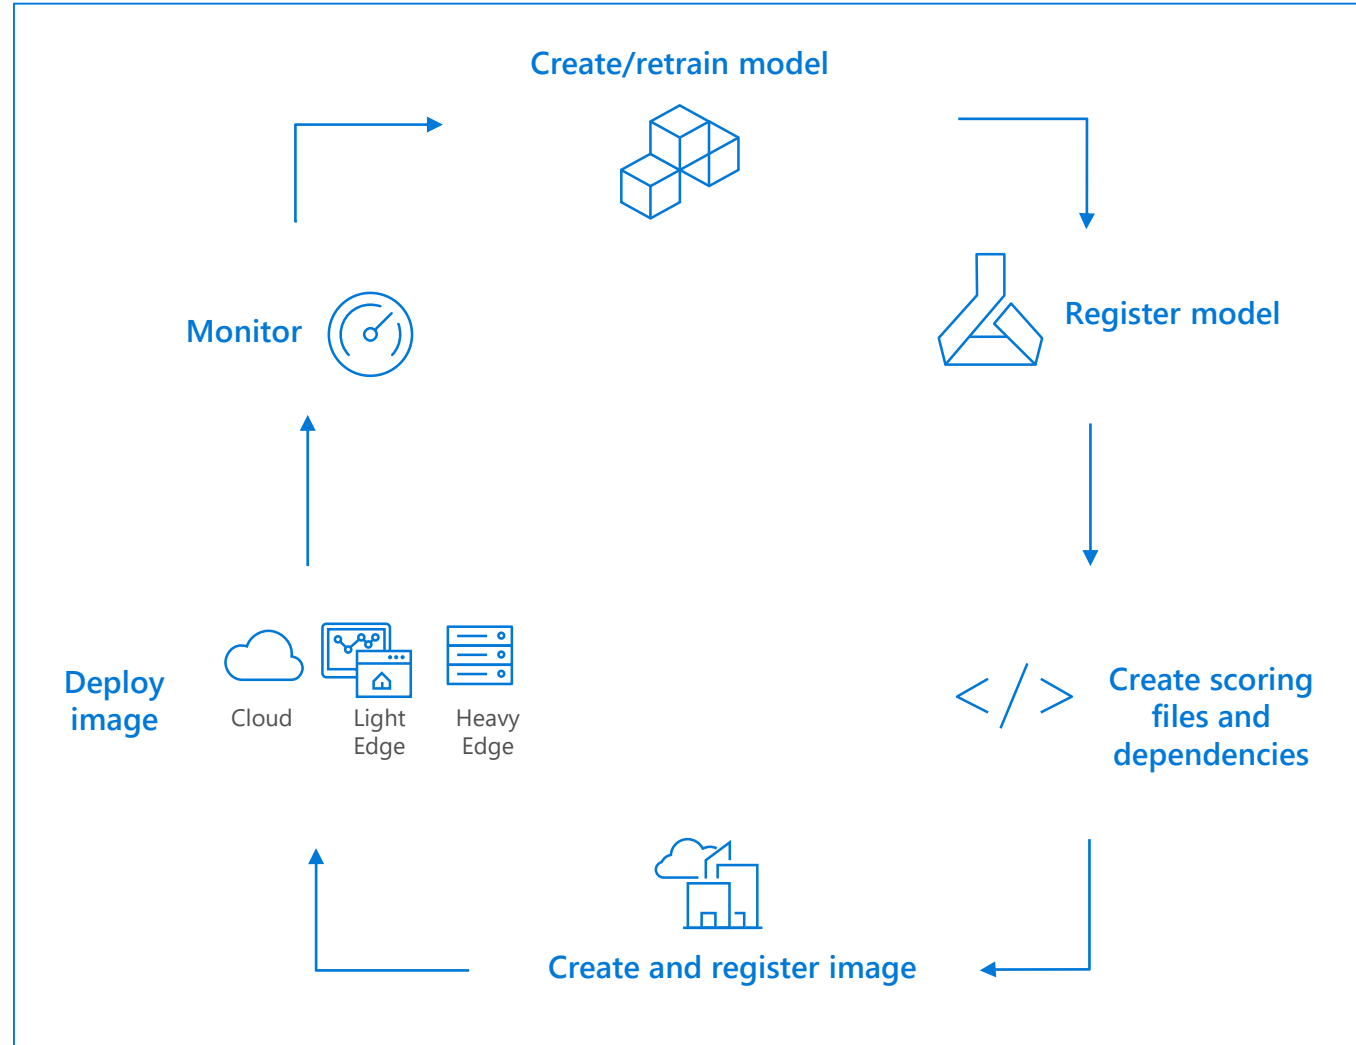 Create/retrain model
Register model
Create scoring
files and
dependencies
Create and register image
Deploy
image
Cloud
Light
Edge
Heavy
Edge
Monitor